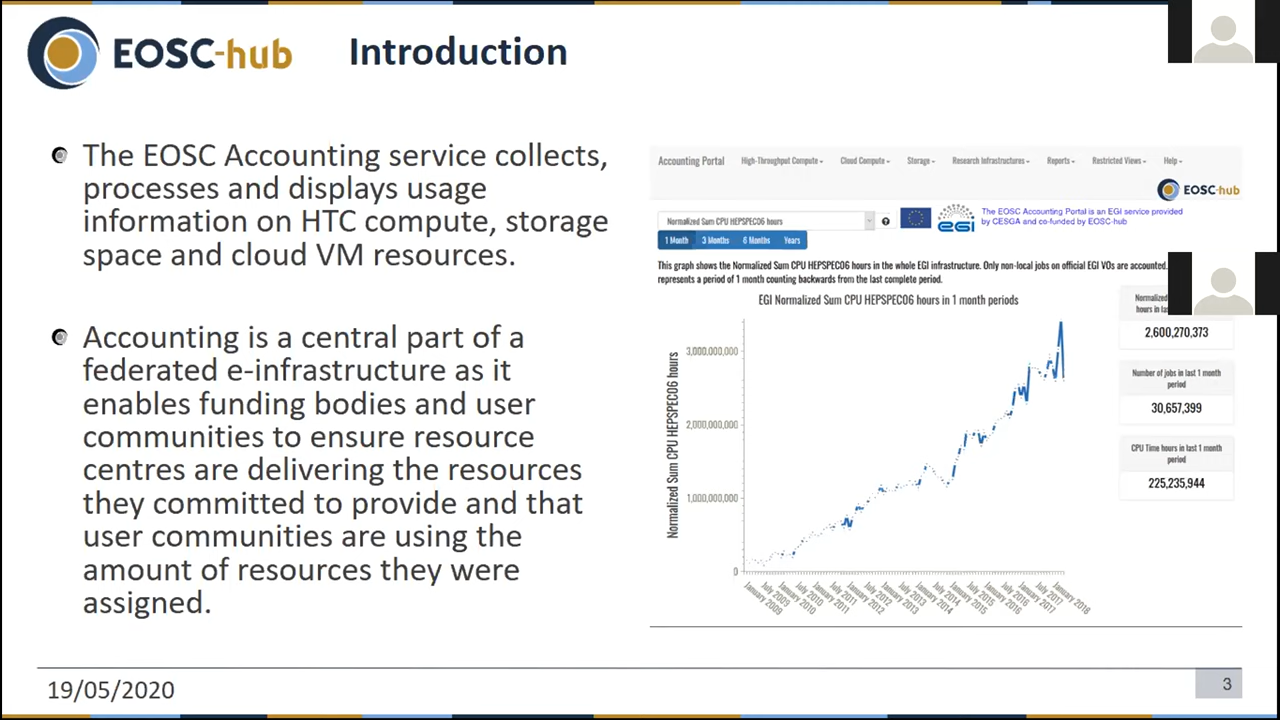 EOSC-hub
Introduction
The EOSC Accounting service collects,
processes and displays usage
information on HTC compute, storage
space and cloud VM resources.
Accounting is a central part of a
federated e-infrastructure as it
enables funding bodies and user
communities to ensure resource
centres are delivering the resources
they committed to provide and that
user communities are using the
amount of resources they were
assigned.
Accounting Portal
High-Throughput Compute
Cloud Compute
Storage
Research Infrastructures
Reports
Restricted Views
Help
EOSC-hub
Normalized Sum CPU HEPSPEC06 hours
?
egi
The EOSC Accounting Portal is an EGI service provided
by CESGA and co-funded by EOSC-hub
1 Month
3 Months
6 Months
Years
This graph shows the Normalized Sum CPU HEPSPEC06 hours in the whole EGI infrastructure. Only non-local jobs on official EGI VOs are accounted.
represents a period of 1 month counting backwards from the last complete period.
EGI Normalized Sum CPU HEPSPEC06 hours in 1 month periods
Normalized Sum CPU HEPSPEC06 hours
3,000,000,000
2,000,000,000
1,000,000,000
0
January 2009
July 2009
January 2010
July 2010
January 2011
July 2011
January 2012
July 2012
January 2013
July 2013
January 2014
July 2014
January 2015
July 2015
January 2016
July 2016
January 2017
July 2017
January 2018
Normalized
hours in
2,600,270,373
Number of jobs in last 1 month
period
30,657,399
CPU Time hours in last 1 month
period
225,235,944
19/05/2020
3